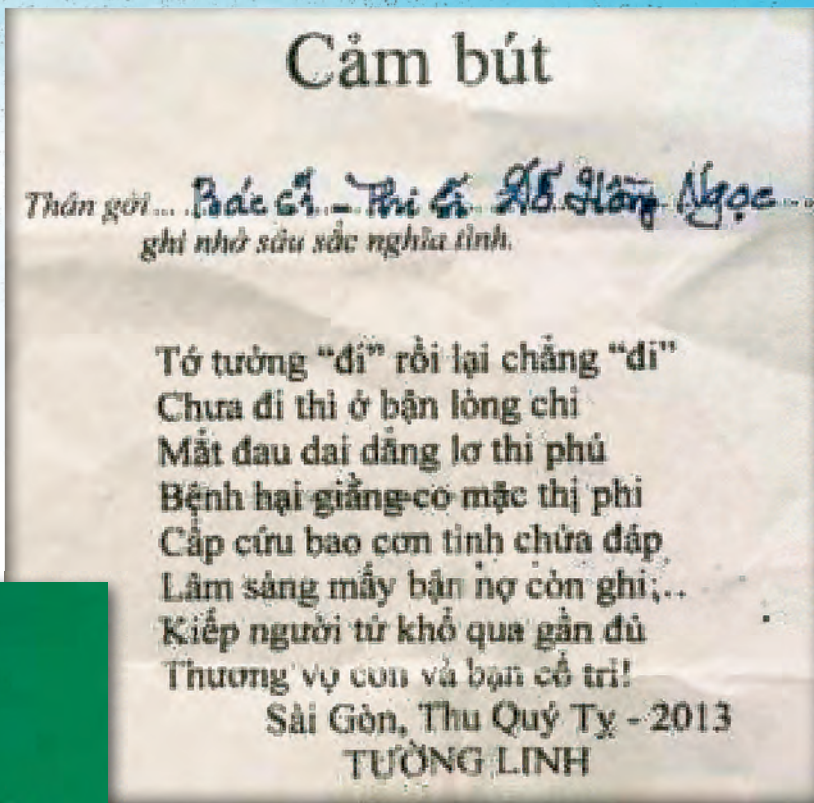 Cảm bút
Thân gởi... Bác sĩ - Thi sĩ Đỗ Hồng Ngọc ...
ghi nhớ sâu sắc nghĩa tình.
Tớ tưởng “đi” rồi lại chẳng “đi”
Chưa đi thì ở bận lòng chi
Mắt đau dai dẳng lơ thi phú
Bệnh hại giằng co mặc thị phi
Cấp cứu bao cơn tình chửa đáp
Lâm sàng mấy bận nợ còn ghi;..
Kiếp người tứ khổ qua gần đủ
Thương vợ con và bạn cố tri!
Sài Gòn, Thu Quý Tỵ - 2013
TƯỜNG LINH